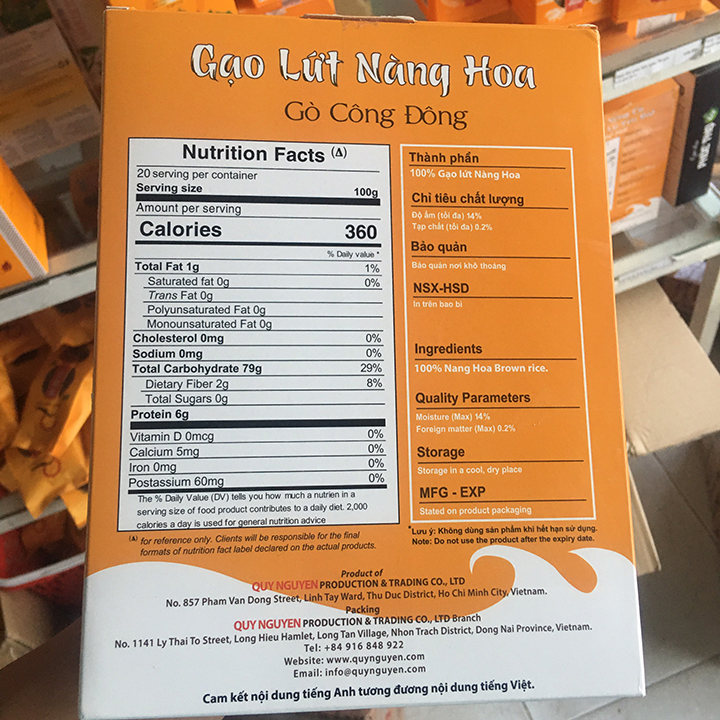 Gạo Lứt Nàng Hoa
Gò Công Đông
Nutrition Facts (Δ)
20 serving per container
Serving size 100g
Amount per serving
Calories 360
% Daily value *
Total Fat 1g 1%
Saturated fat 0g 0%
Trans Fat 0g
Polyunsaturated Fat 0g
Monounsaturated Fat 0g
Cholesterol 0mg 0%
Sodium 0mg 0%
Total Carbohydrate 79g 29%
Dietary Fiber 2g 8%
Total Sugars 0g
Protein 6g
Vitamin D 0mcg 0%
Calcium 5mg 0%
Iron 0mg 0%
Postassium 60mg 0%
The % Daily Value (DV) tells you how much a nutrien in a
serving size of food product contributes to a daily diet. 2,000
calories a day is used for general nutrition advice
(Δ) for reference only. Clients will be responsible for the final
formats of nutrition fact label declared on the actual products.
Thành phần
100% Gạo lứt Nàng Hoa
Chỉ tiêu chất lượng
Độ ẩm (tối đa) 14%
Tạp chất (tối đa) 0.2%
Bảo quản
Bảo quản nơi khô thoáng
NSX-HSD
In trên bao bì
Ingredients
100% Nang Hoa Brown rice.
Quality Parameters
Moisture (Max) 14%
Foreign matter (Max) 0.2%
Storage
Storage in a cool, dry place
MFG - EXP
Stated on product packaging
*Lưu ý: Không dùng sản phẩm khi hết hạn sử dụng.
Note: Do not use the product after the expiry date.
Product of
QUY NGUYEN PRODUCTION & TRADING CO., LTD
No. 857 Pham Van Dong Street, Linh Tay Ward, Thu Duc District, Ho Chi Minh City, Vietnam.
Packing
QUY NGUYEN PRODUCTION & TRADING CO., LTD Branch
No. 1141 Ly Thai To Street, Long Hieu Hamlet, Long Tan Village, Nhon Trach District, Dong Nai Province, Vietnam.
Tel: +84 916 848 922
Website: www.quynguyen.com
Email: info@quynguyen.com
Cam kết nội dung tiếng Anh tương đương nội dung tiếng Việt.